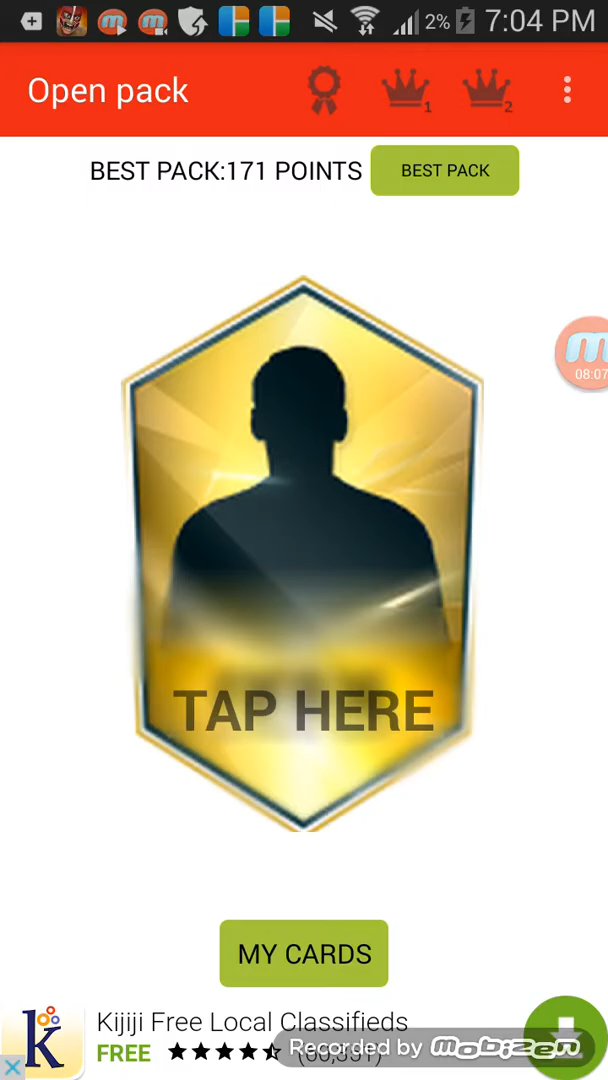 2% 7:04 PM
Open pack
1
2
BEST PACK:171 POINTS BEST PACK
08:07
TAP HERE
MY CARDS
k
Kijiji Free Local Classifieds
FREE
Recorded by mobizen